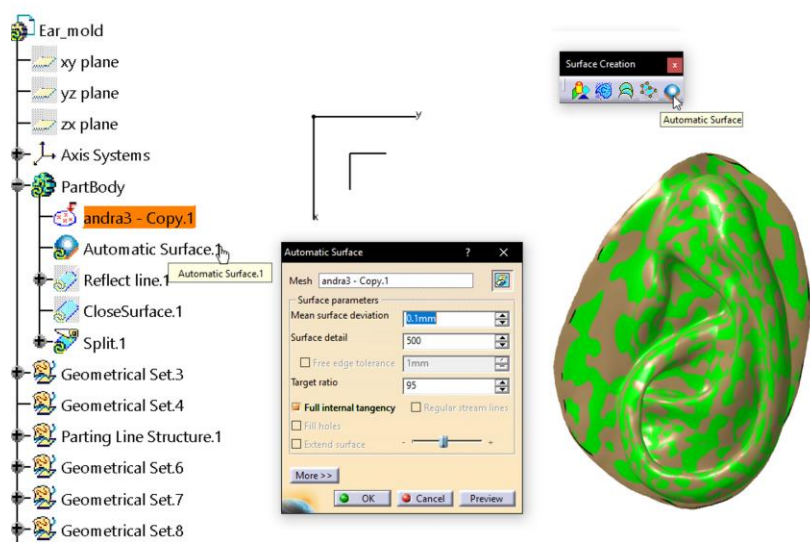 Ear_mold
xy plane
yz plane
zx plane
Axis Systems
PartBody
andra3 - Copy.1
Automatic Surface.1
Automatic Surface.1
Reflect line.1
CloseSurface.1
Split.1
Geometrical Set.3
Geometrical Set.4
Parting Line Structure.1
Geometrical Set.6
Geometrical Set.7
Geometrical Set.8
y
x
Surface Creation
x
Automatic Surface
Automatic Surface ? X
Mesh andra3 - Copy.1
Surface parameters
Mean surface deviation 0.1mm
Surface detail 500
Free edge tolerance 1mm
Target ratio 95
Full internal tangency Regular stream lines
Fill holes
Extend surface - +
More >>
OK Cancel Preview